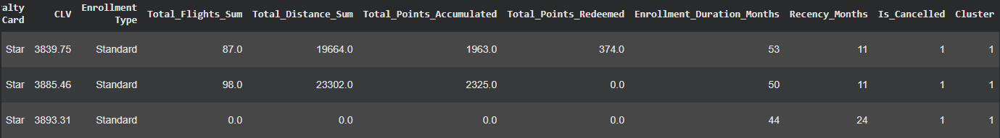 alty Card CLV Enrollment Type Total_Flights_Sum Total_Distance_Sum Total_Points_Accumulated Total_Points_Redeemed Enrollment_Duration_Months Recency_Months Is_Cancelled Cluster
Star 3839.75 Standard 87.0 19664.0 1963.0 374.0 53 11 1 1
Star 3885.46 Standard 98.0 23302.0 2325.0 0.0 50 11 1 1
Star 3893.31 Standard 0.0 0.0 0.0 0.0 44 24 1 1